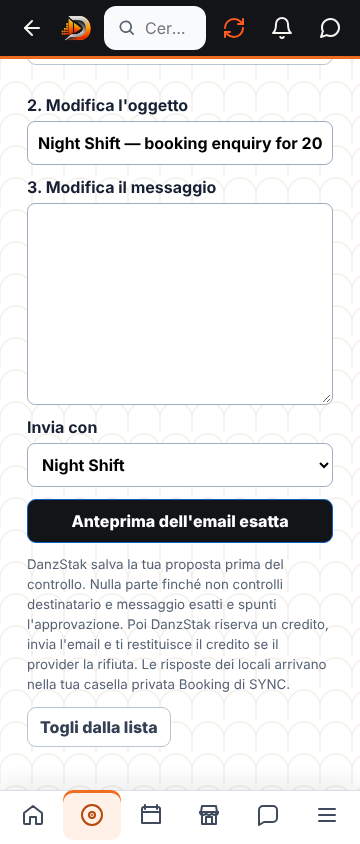 Cer...
2. Modifica l'oggetto
Night Shift — booking enquiry for 20
3. Modifica il messaggio
Invia con
Night Shift
Anteprima dell'email esatta
DanzStak salva la tua proposta prima del
controllo. Nulla parte finché non controlli
destinatario e messaggio esatti e spunti
l'approvazione. Poi DanzStak riserva un credito,
invia l'email e ti restituisce il credito se il
provider la rifiuta. Le risposte dei locali arrivano
nella tua casella privata Booking di SYNC.
Togli dalla lista